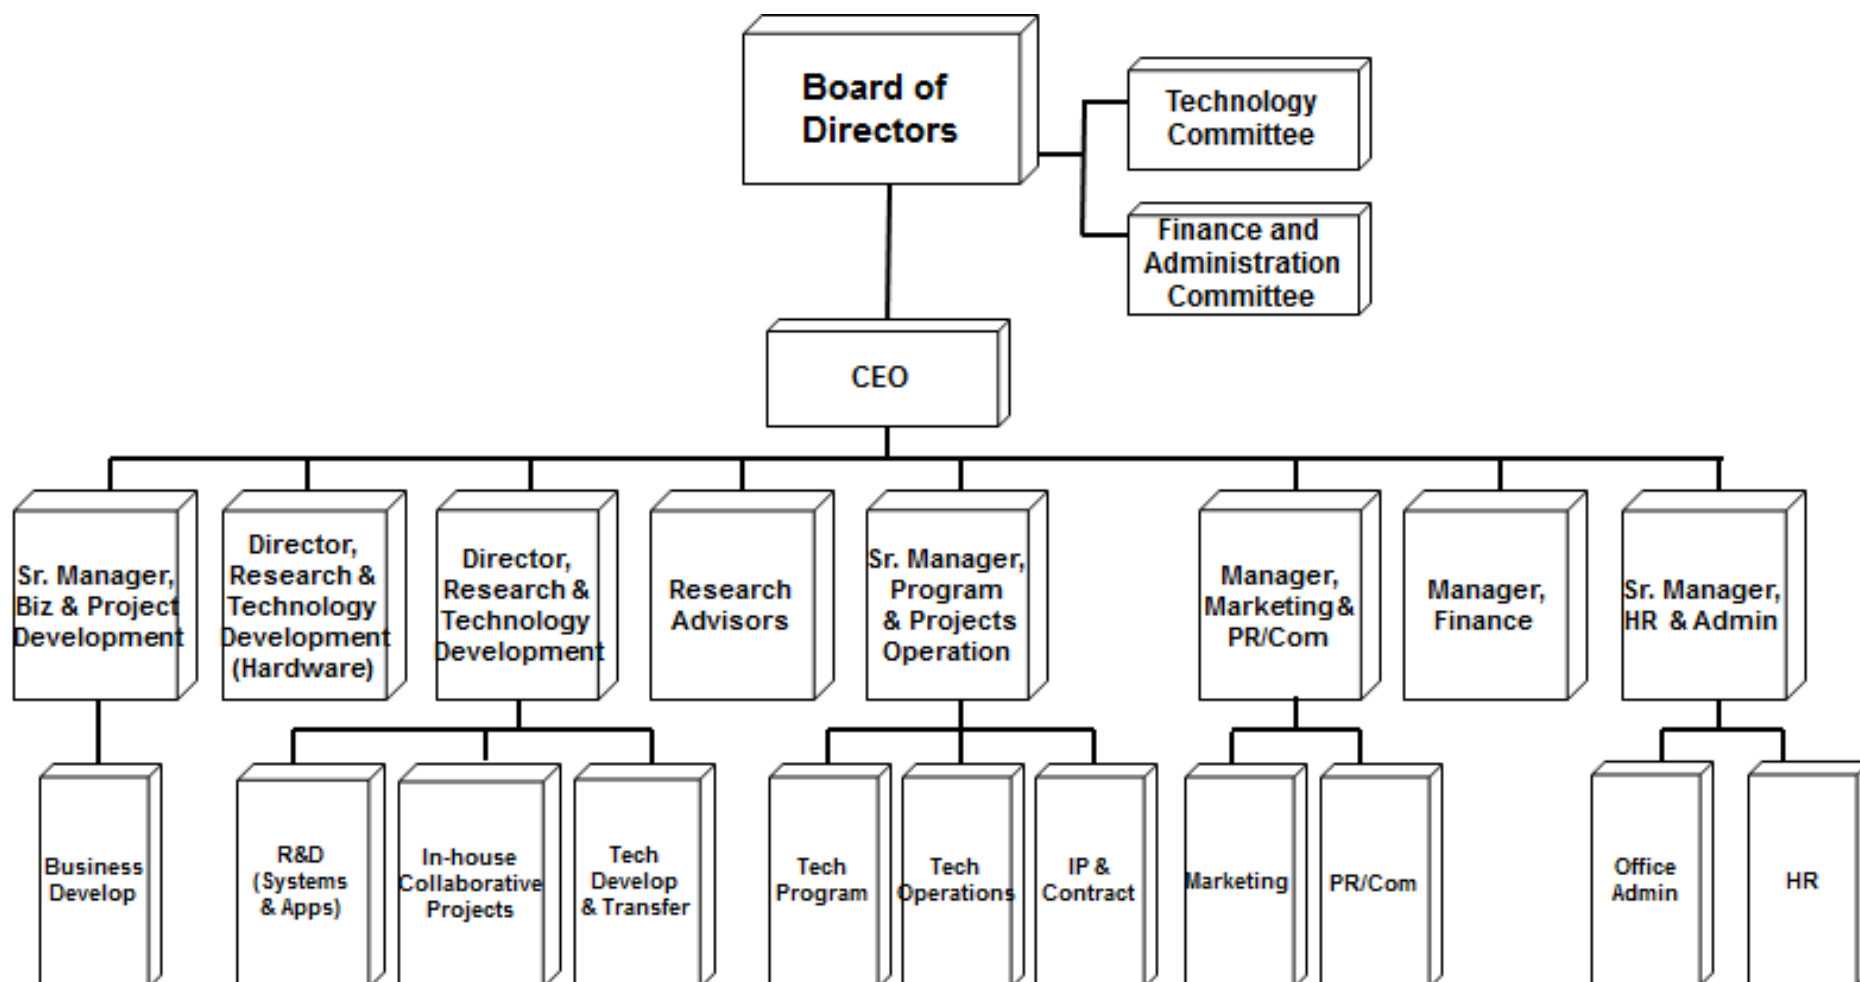 Board of
Directors
Technology
Committee
Finance and
Administration
Committee
CEO
Sr. Manager,
Biz & Project
Development
Director,
Research &
Technology
Development
(Hardware)
Director,
Research &
Technology
Development
Research
Advisors
Sr. Manager,
Program
& Projects
Operation
Manager,
Marketing &
PR/Com
Manager,
Finance
Sr. Manager,
HR & Admin
Business
Develop
R&D
(Systems
& Apps)
In-house
Collaborative
Projects
Tech
Develop
& Transfer
Tech
Program
Tech
Operations
IP &
Contract
Marketing
PR/Com
Office
Admin
HR